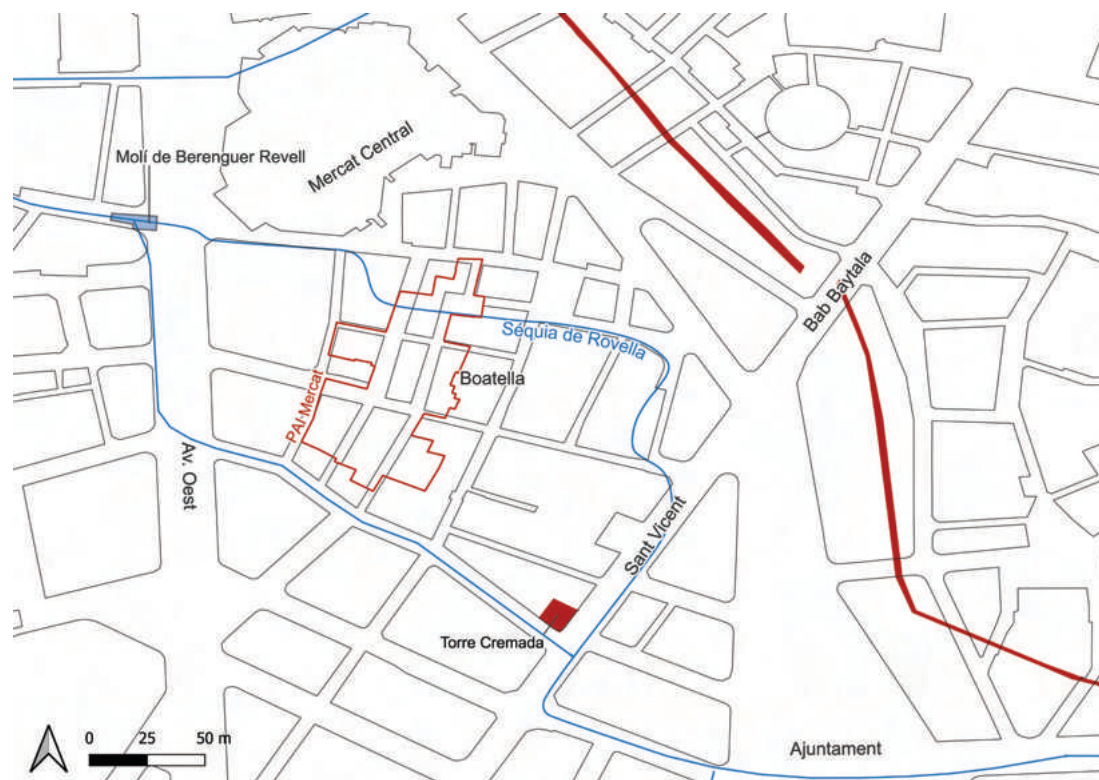 Molí de Berenguer Revell
Mercat Central
Bab Baytala
Séquia de Rovella
Boatella
PAI-Mercat
Av. Oest
Sant Vicent
Torre Cremada
Ajuntament
0 25 50 m